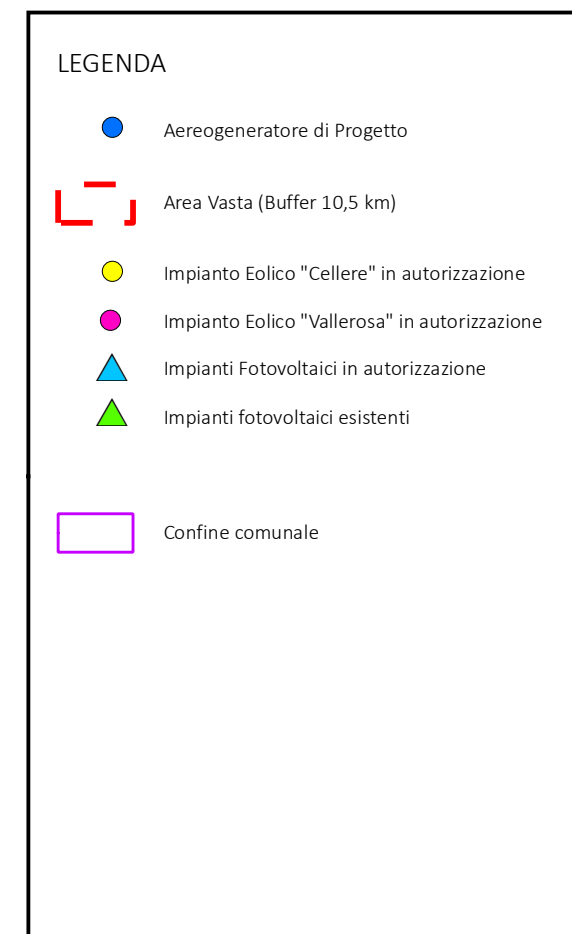 LEGENDA
Aereogeneratore di Progetto
Area Vasta (Buffer 10,5 km)
Impianto Eolico "Cellere" in autorizzazione
Impianto Eolico "Vallerosa" in autorizzazione
Impianti Fotovoltaici in autorizzazione
Impianti fotovoltaici esistenti
Confine comunale